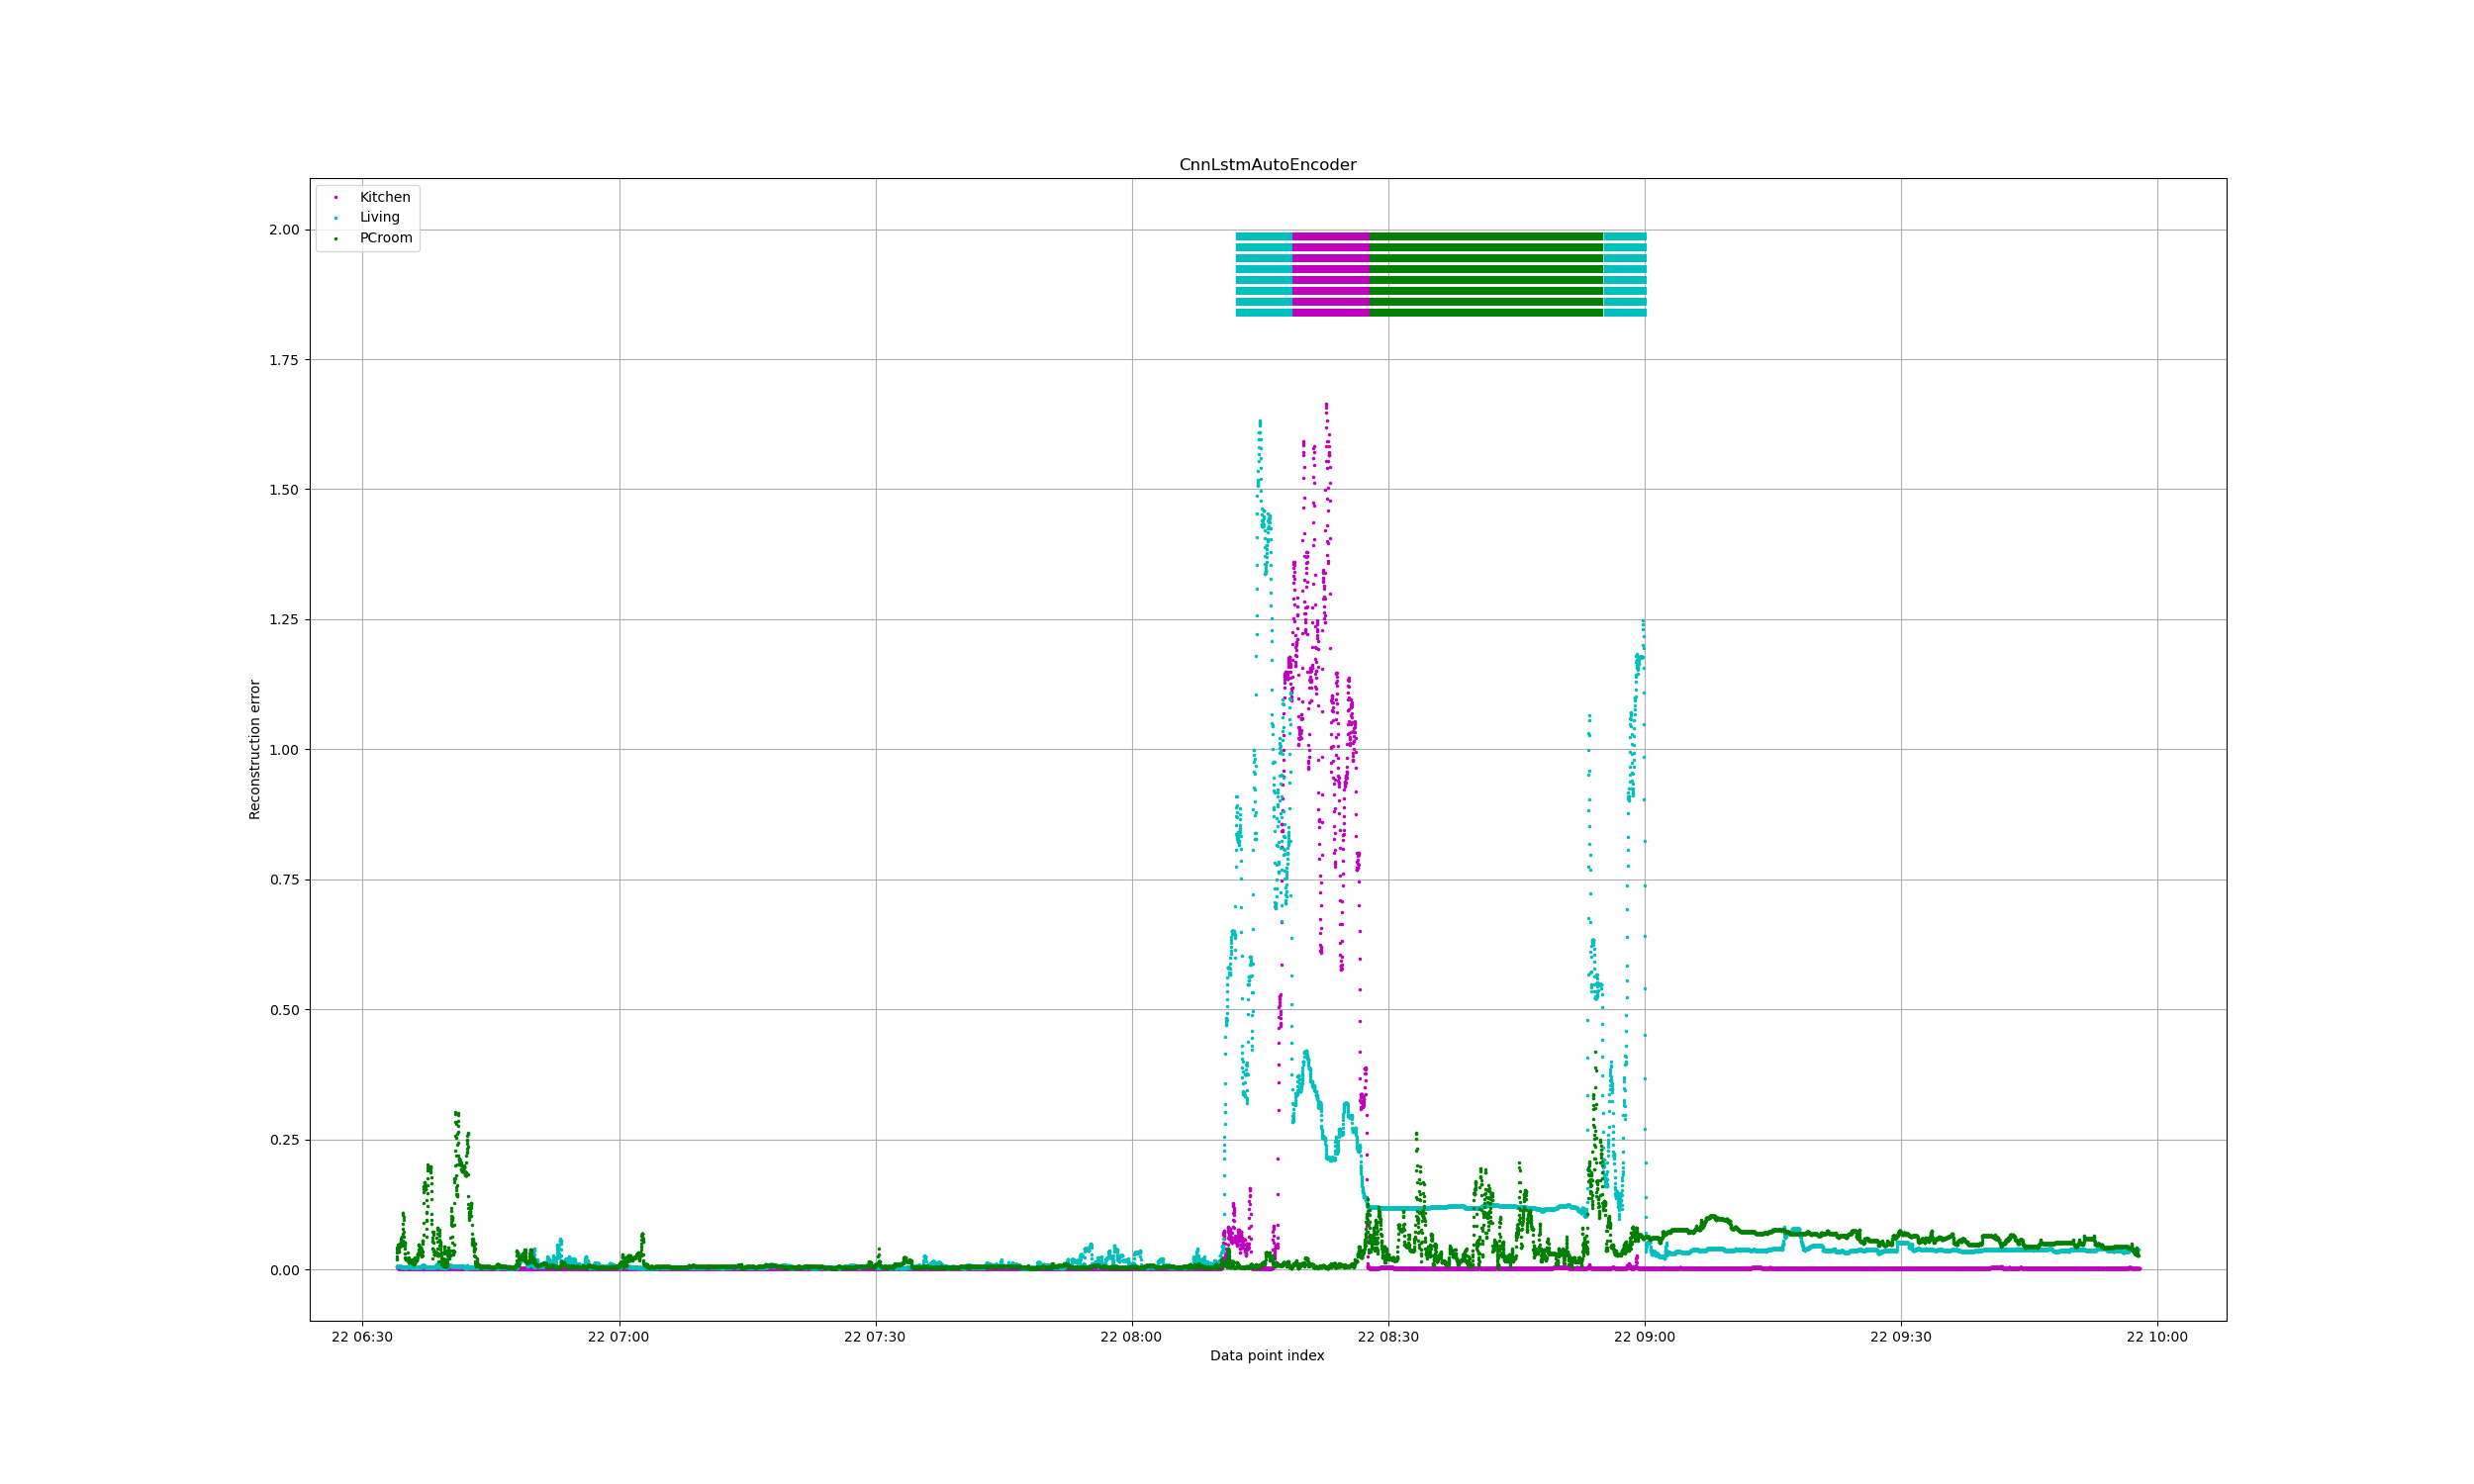 CnnLstmAutoEncoder
Kitchen
Living
PCroom
2.00
1.75
1.50
1.25
1.00
0.75
0.50
0.25
0.00
Reconstruction error
22 06:30
22 07:00
22 07:30
22 08:00
22 08:30
22 09:00
22 09:30
22 10:00
Data point index